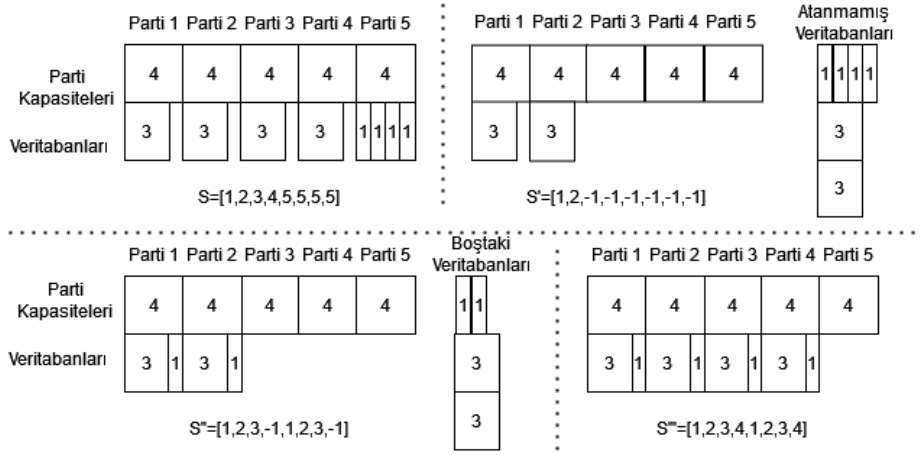 Parti 1 Parti 2 Parti 3 Parti 4 Parti 5
Parti
Kapasiteleri
4 4 4 4 4
Veritabanları
3 3 3 3 1 1 1 1
S=[1,2,3,4,5,5,5,5]
Parti 1 Parti 2 Parti 3 Parti 4 Parti 5
4 4 4 4 4
3 3
S'=[1,2,-1,-1,-1,-1,-1,-1]
Atanmamış
Veritabanları
1 1 1 1
3
3
Parti 1 Parti 2 Parti 3 Parti 4 Parti 5
Parti
Kapasiteleri
4 4 4 4 4
Veritabanları
3 1 3 1
S"=[1,2,3,-1,1,2,3,-1]
Boştaki
Veritabanları
1 1
3
3
Parti 1 Parti 2 Parti 3 Parti 4 Parti 5
4 4 4 4 4
3 1 3 1 3 1 3 1
S'"=[1,2,3,4,1,2,3,4]